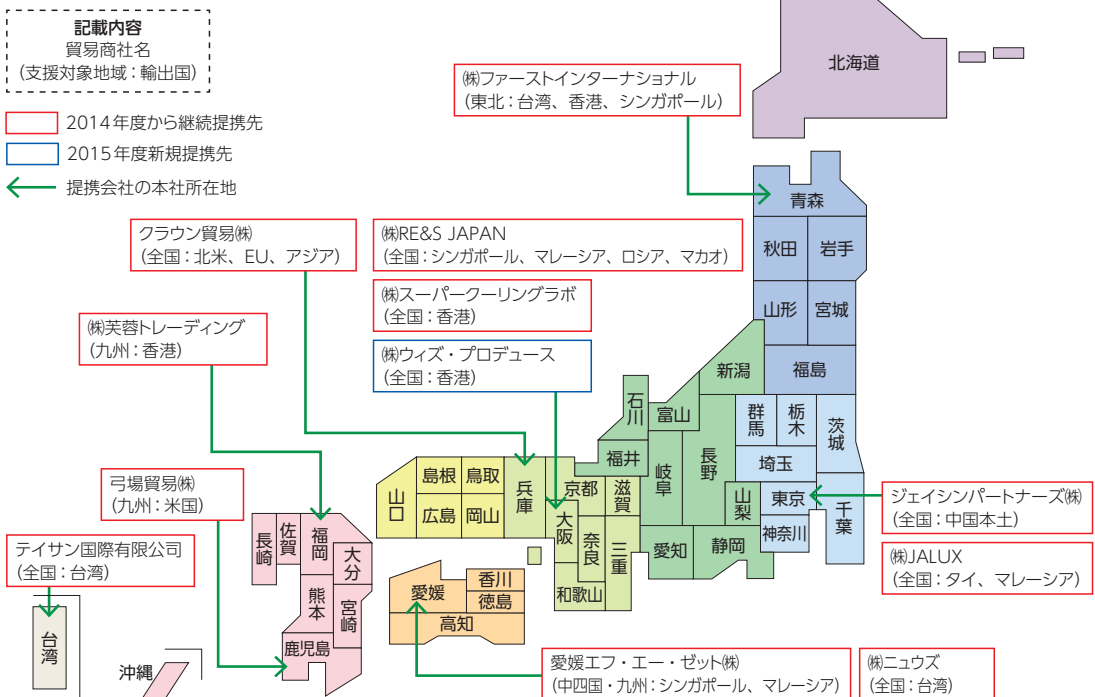 記載内容
貿易商社名
(支援対象地域：輸出国)
2014年度から継続提携先
2015年度新規提携先
提携会社の本社所在地
㈱ファーストインターナショナル
(東北：台湾、香港、シンガポール)
クラウン貿易㈱
(全国：北米、EU、アジア)
㈱RE&S JAPAN
(全国：シンガポール、マレーシア、ロシア、マカオ)
㈱スーパークーリングラボ
(全国：香港)
㈱ウィズ・プロデュース
(全国：香港)
㈱芙蓉トレーディング
(九州：香港)
弓場貿易㈱
(九州：米国)
テイサン国際有限公司
(全国：台湾)
ジェイシンパートナーズ㈱
(全国：中国本土)
㈱JALUX
(全国：タイ、マレーシア)
愛媛エフ・エー・ゼット㈱
(中四国・九州：シンガポール、マレーシア)
㈱ニュウズ
(全国：台湾)
北海道
青森
秋田
岩手
山形
宮城
福島
新潟
石川
富山
福井
岐阜
長野
山梨
愛知
静岡
群馬
栃木
茨城
埼玉
東京
神奈川
千葉
京都
滋賀
兵庫
大阪
奈良
三重
和歌山
島根
鳥取
広島
岡山
山口
香川
徳島
愛媛
高知
福岡
佐賀
長崎
大分
熊本
宮崎
鹿児島
沖縄
台湾